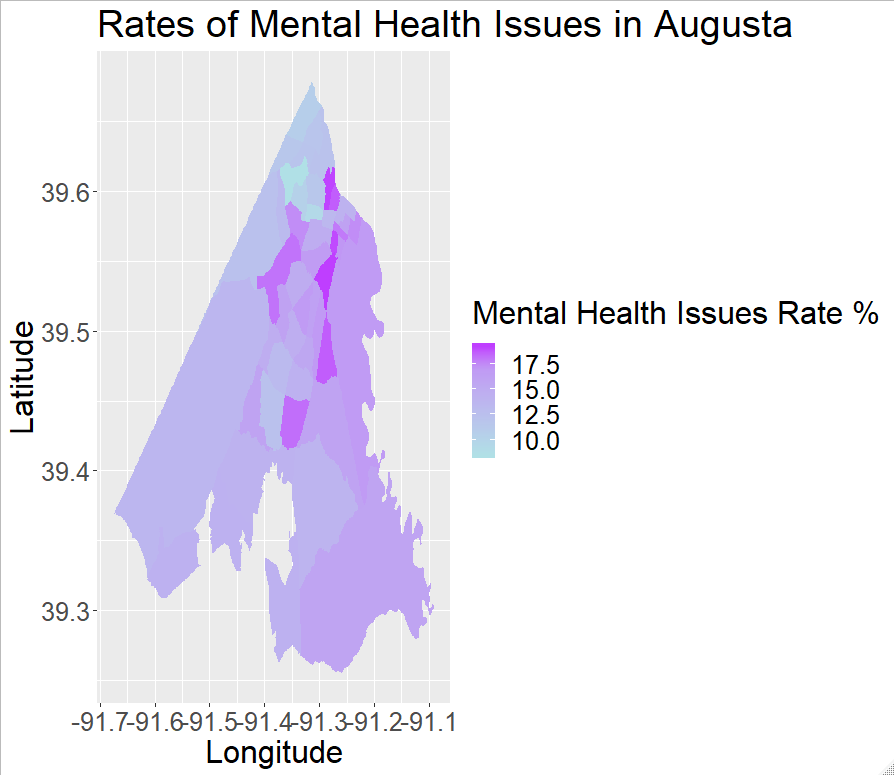 Rates of Mental Health Issues in Augusta
39.6
39.5
39.4
39.3
Latitude
-91.7-91.6-91.5-91.4-91.3-91.2-91.1
Longitude
Mental Health Issues Rate %
17.5
15.0
12.5
10.0